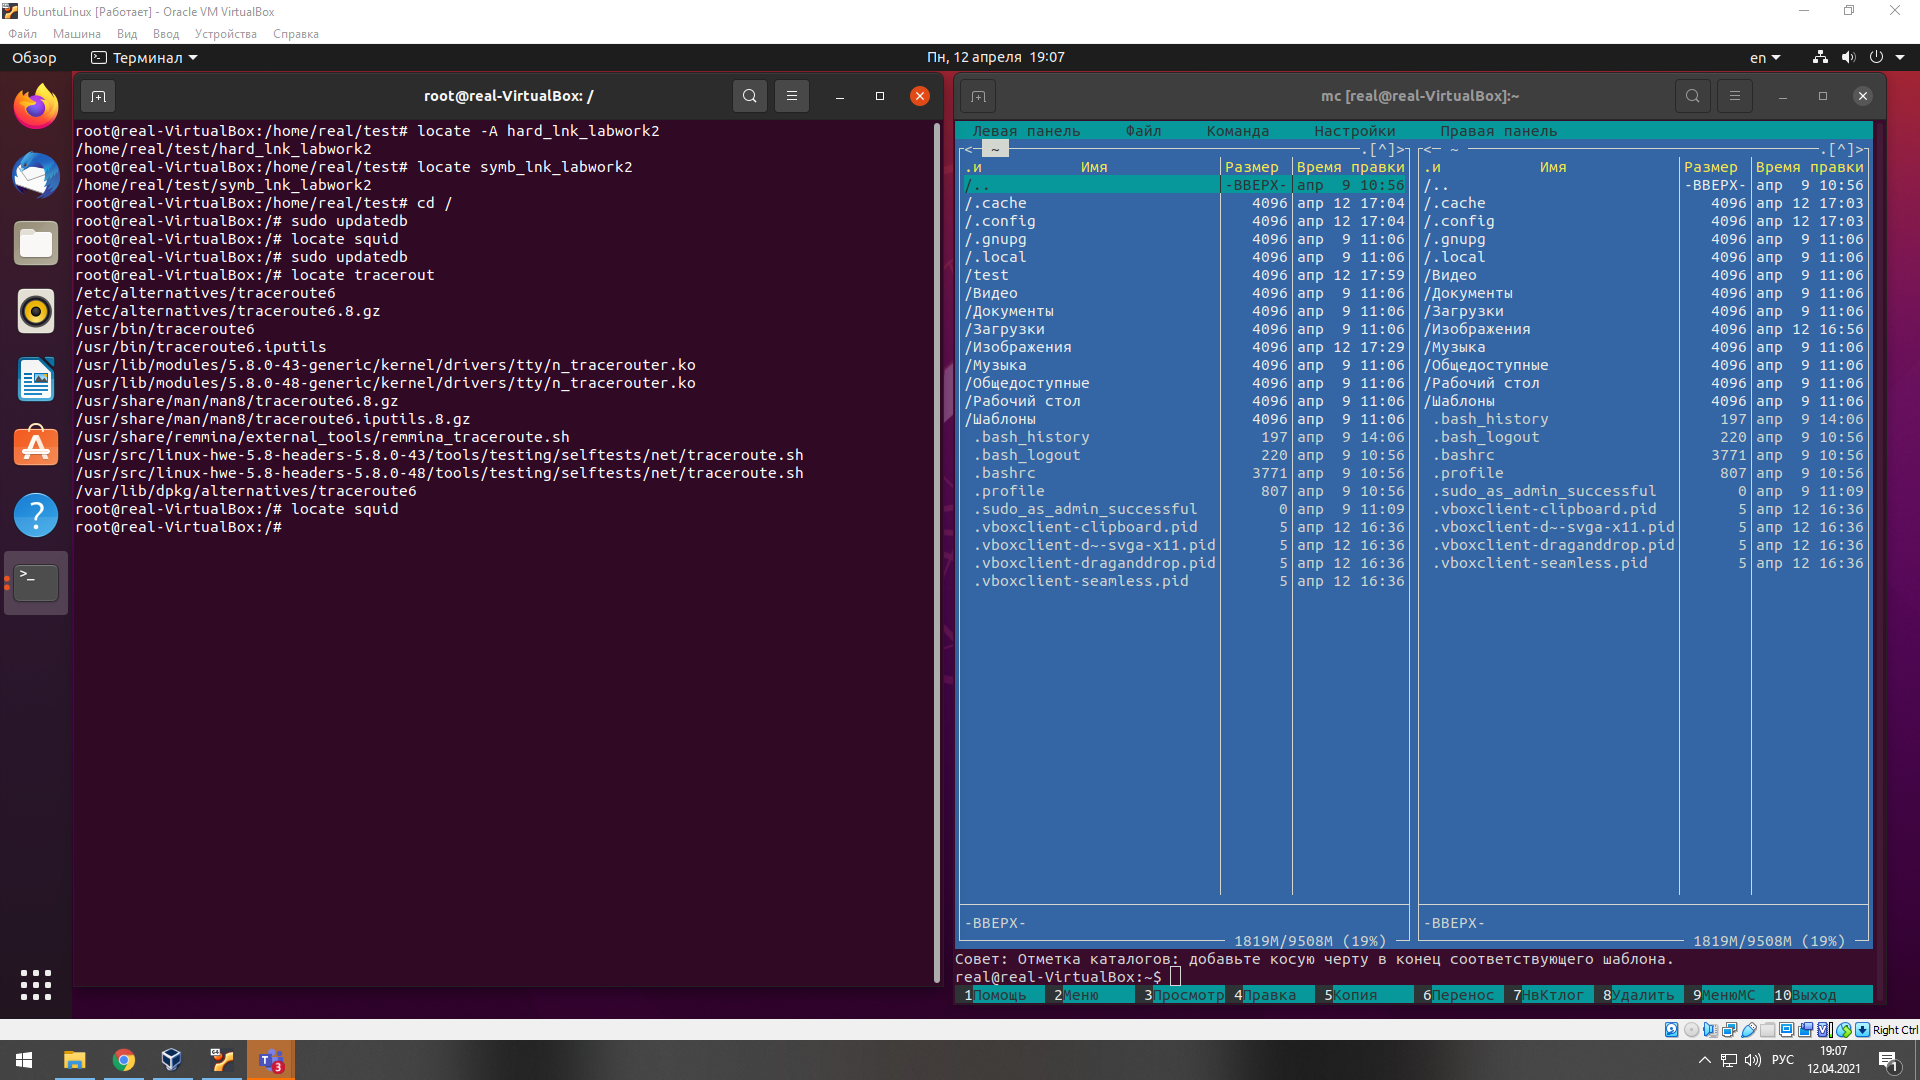 UbuntuLinux [Работает] - Oracle VM VirtualBox
Файл Машина Вид Ввод Устройства Справка
Обзор Терминал Пн, 12 апреля 19:07 en
root@real-VirtualBox: /
root@real-VirtualBox:/home/real/test# locate -A hard_lnk_labwork2
/home/real/test/hard_lnk_labwork2
root@real-VirtualBox:/home/real/test# locate symb_lnk_labwork2
/home/real/test/symb_lnk_labwork2
root@real-VirtualBox:/home/real/test# cd /
root@real-VirtualBox:/# sudo updatedb
root@real-VirtualBox:/# locate squid
root@real-VirtualBox:/# sudo updatedb
root@real-VirtualBox:/# locate tracerout
/etc/alternatives/traceroute6
/etc/alternatives/traceroute6.8.gz
/usr/bin/traceroute6
/usr/bin/traceroute6.iputils
/usr/lib/modules/5.8.0-43-generic/kernel/drivers/tty/n_tracerouter.ko
/usr/lib/modules/5.8.0-48-generic/kernel/drivers/tty/n_tracerouter.ko
/usr/share/man/man8/traceroute6.8.gz
/usr/share/man/man8/traceroute6.iputils.8.gz
/usr/share/remmina/external_tools/remmina_traceroute.sh
/usr/src/linux-hwe-5.8-headers-5.8.0-43/tools/testing/selftests/net/traceroute.sh
/usr/src/linux-hwe-5.8-headers-5.8.0-48/tools/testing/selftests/net/traceroute.sh
/var/lib/dpkg/alternatives/traceroute6
root@real-VirtualBox:/# locate squid
root@real-VirtualBox:/#
mc [real@real-VirtualBox]:~
Левая панель Файл Команда Настройки Правая панель
<─ ~ .[^]>
.и Имя Размер Время правки
/.. -ВВЕРХ- апр 9 10:56
/.cache 4096 апр 12 17:04
/.config 4096 апр 12 17:04
/.gnupg 4096 апр 9 11:06
/.local 4096 апр 9 11:06
/test 4096 апр 12 17:59
/Видео 4096 апр 9 11:06
/Документы 4096 апр 9 11:06
/Загрузки 4096 апр 9 11:06
/Изображения 4096 апр 12 17:29
/Музыка 4096 апр 9 11:06
/Общедоступные 4096 апр 9 11:06
/Рабочий стол 4096 апр 9 11:06
/Шаблоны 4096 апр 9 11:06
.bash_history 197 апр 9 14:06
.bash_logout 220 апр 9 10:56
.bashrc 3771 апр 9 10:56
.profile 807 апр 9 10:56
.sudo_as_admin_successful 0 апр 9 11:09
.vboxclient-clipboard.pid 5 апр 12 16:36
.vboxclient-d~-svga-x11.pid 5 апр 12 16:36
.vboxclient-draganddrop.pid 5 апр 12 16:36
.vboxclient-seamless.pid 5 апр 12 16:36
-ВВЕРХ-
1819M/9508M (19%)
<─ ~ .[^]>
.и Имя Размер Время правки
/.. -ВВЕРХ- апр 9 10:56
/.cache 4096 апр 12 17:03
/.config 4096 апр 12 17:03
/.gnupg 4096 апр 9 11:06
/.local 4096 апр 9 11:06
/Видео 4096 апр 9 11:06
/Документы 4096 апр 9 11:06
/Загрузки 4096 апр 9 11:06
/Изображения 4096 апр 12 16:56
/Музыка 4096 апр 9 11:06
/Общедоступные 4096 апр 9 11:06
/Рабочий стол 4096 апр 9 11:06
/Шаблоны 4096 апр 9 11:06
.bash_history 197 апр 9 14:06
.bash_logout 220 апр 9 10:56
.bashrc 3771 апр 9 10:56
.profile 807 апр 9 10:56
.sudo_as_admin_successful 0 апр 9 11:09
.vboxclient-clipboard.pid 5 апр 12 16:36
.vboxclient-d~-svga-x11.pid 5 апр 12 16:36
.vboxclient-draganddrop.pid 5 апр 12 16:36
.vboxclient-seamless.pid 5 апр 12 16:36
-ВВЕРХ-
1819M/9508M (19%)
Совет: Отметка каталогов: добавьте косую черту в конец соответствующего шаблона.
real@real-VirtualBox:~$
1Помощь 2Меню 3Просмотр 4Правка 5Копия 6Перенос 7НвКтлог 8Удалить 9МенюMC 10Выход
Right Ctrl
3 РУС 19:07
12.04.2021 1